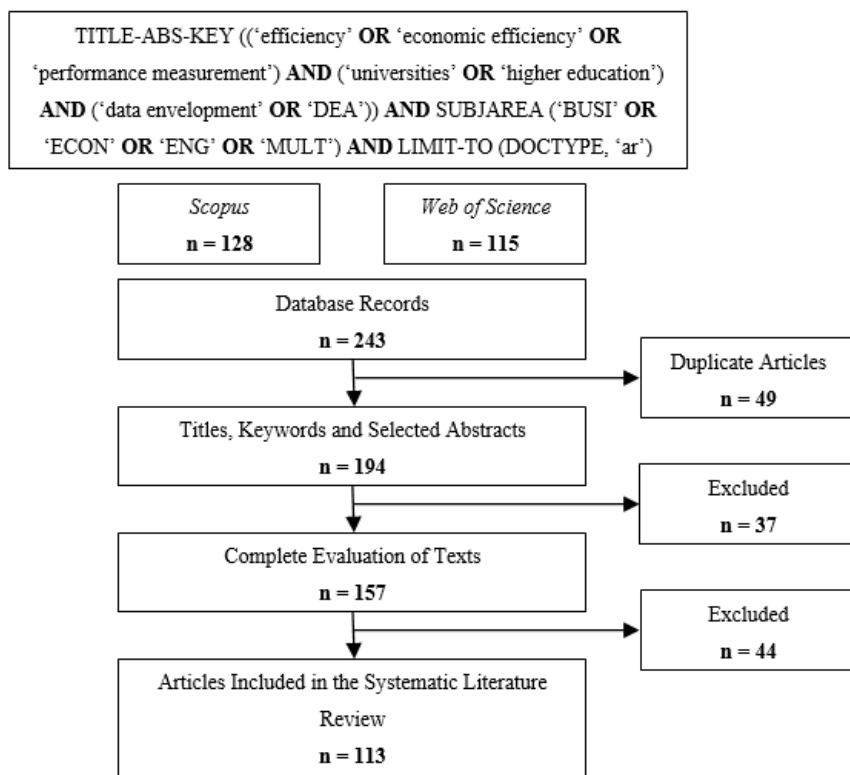 TITLE-ABS-KEY ((‘efficiency’ OR ‘economic efficiency’ OR
‘performance measurement’) AND (‘universities’ OR ‘higher education’)
AND (‘data envelopment’ OR ‘DEA’)) AND SUBJAREA (‘BUSI’ OR
‘ECON’ OR ‘ENG’ OR ‘MULT’) AND LIMIT-TO (DOCTYPE, ‘ar’)
Scopus
n = 128
Web of Science
n = 115
Database Records
n = 243
Duplicate Articles
n = 49
Titles, Keywords and Selected Abstracts
n = 194
Excluded
n = 37
Complete Evaluation of Texts
n = 157
Excluded
n = 44
Articles Included in the Systematic Literature
Review
n = 113